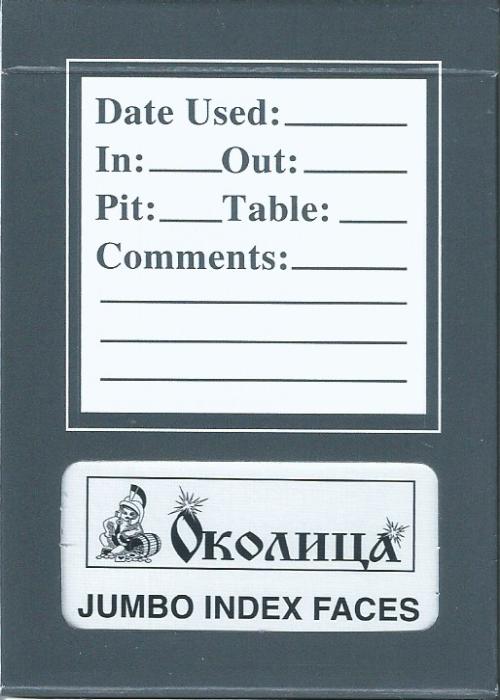 Date Used:
In: Out:
Pit: Table:
Comments:
Околица
JUMBO INDEX FACES